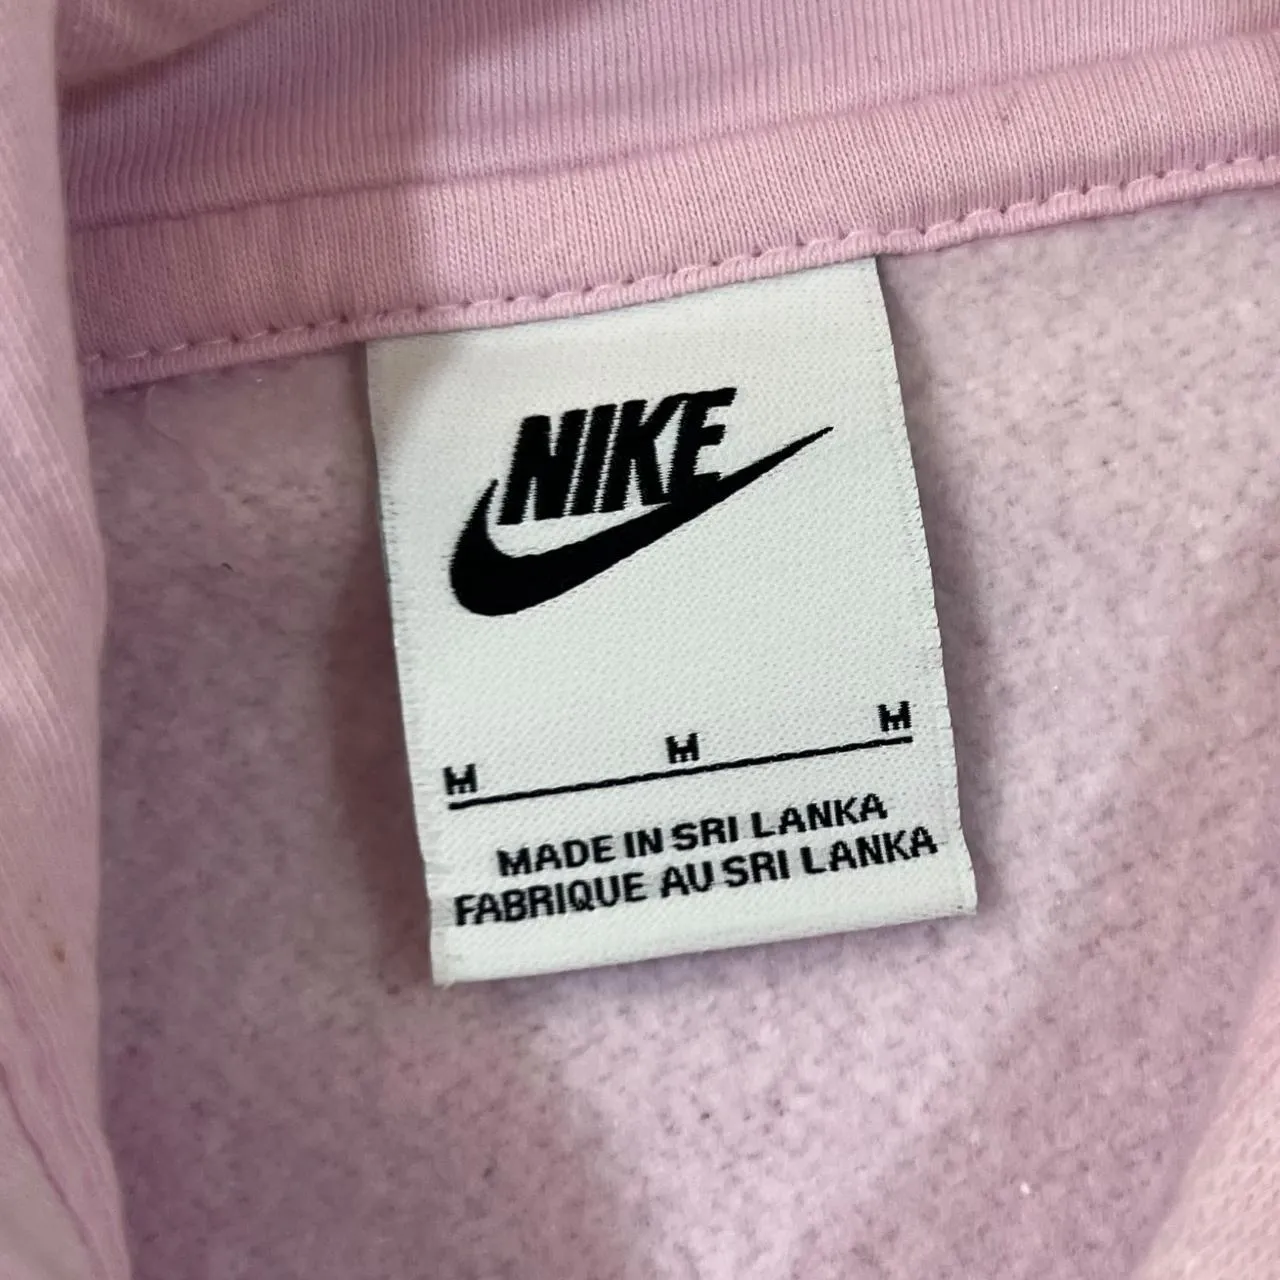 NIKE
M M M
MADE IN SRI LANKA
FABRIQUE AU SRI LANKA